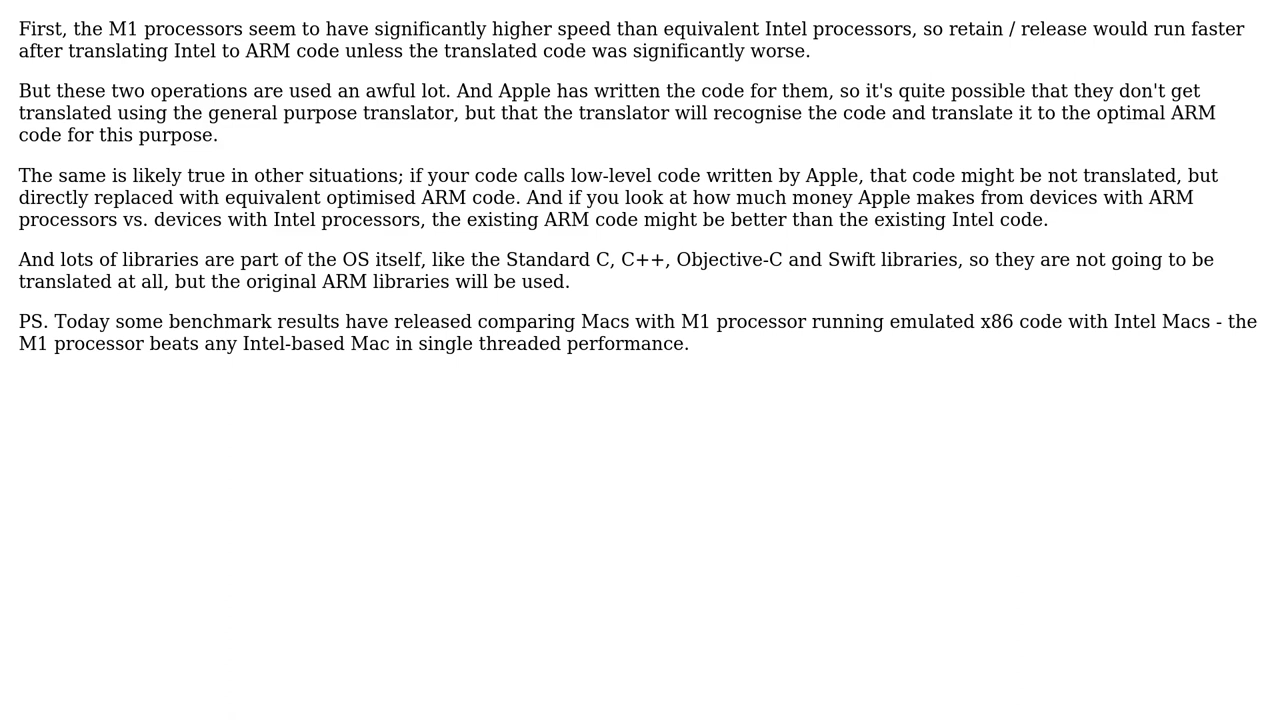 First, the M1 processors seem to have significantly higher speed than equivalent Intel processors, so retain / release would run faster
after translating Intel to ARM code unless the translated code was significantly worse.
But these two operations are used an awful lot. And Apple has written the code for them, so it's quite possible that they don't get
translated using the general purpose translator, but that the translator will recognise the code and translate it to the optimal ARM
code for this purpose.
The same is likely true in other situations; if your code calls low-level code written by Apple, that code might be not translated, but
directly replaced with equivalent optimised ARM code. And if you look at how much money Apple makes from devices with ARM
processors vs. devices with Intel processors, the existing ARM code might be better than the existing Intel code.
And lots of libraries are part of the OS itself, like the Standard C, C++, Objective-C and Swift libraries, so they are not going to be
translated at all, but the original ARM libraries will be used.
PS. Today some benchmark results have released comparing Macs with M1 processor running emulated x86 code with Intel Macs - the
M1 processor beats any Intel-based Mac in single threaded performance.